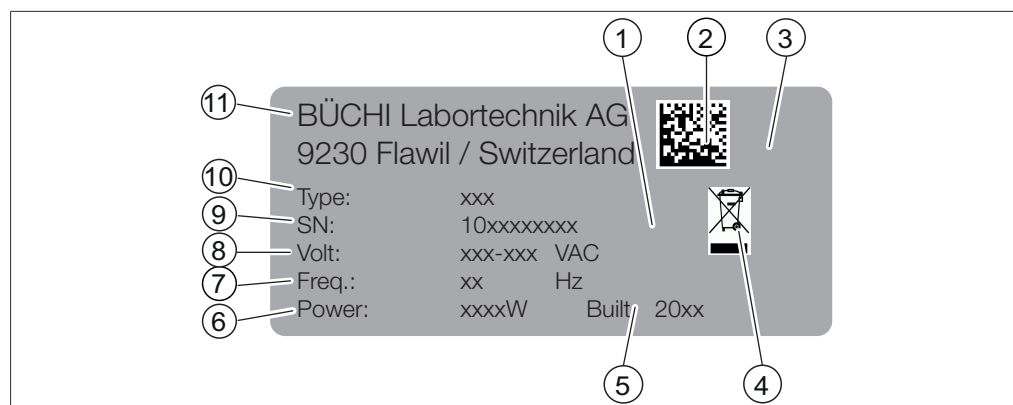 1 2 3
11 BÜCHI Labortechnik AG
9230 Flawil / Switzerland
10 Type: xxx
9 SN: 10xxxxxxxx
8 Volt: xxx-xxx VAC
7 Freq.: xx Hz
6 Power: xxxxW Built 20xx
5 4